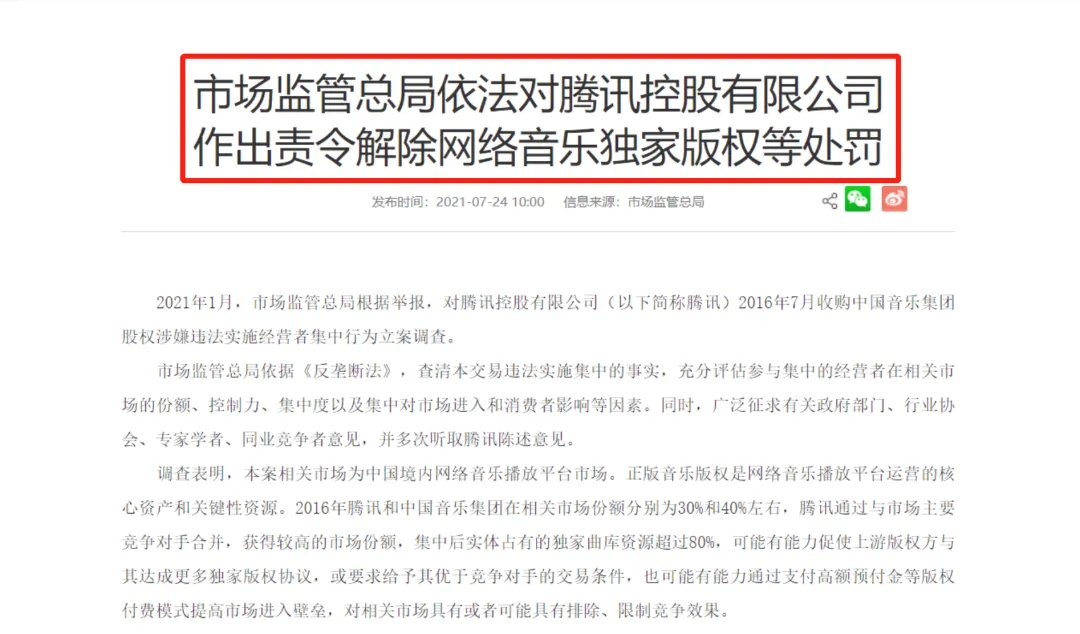 市场监管总局依法对腾讯控股有限公司
作出责令解除网络音乐独家版权等处罚
发布时间：2021-07-24 10:00 信息来源：市场监管总局
2021年1月，市场监管总局根据举报，对腾讯控股有限公司（以下简称腾讯）2016年7月收购中国音乐集团
股权涉嫌违法实施经营者集中行为立案调查。
市场监管总局依据《反垄断法》，查清本交易违法实施集中的事实，充分评估参与集中的经营者在相关市
场的份额、控制力、集中度以及集中对市场进入和消费者影响等因素。同时，广泛征求有关政府部门、行业协
会、专家学者、同业竞争者意见，并多次听取腾讯陈述意见。
调查表明，本案相关市场为中国境内网络音乐播放平台市场。正版音乐版权是网络音乐播放平台运营的核
心资产和关键性资源。2016年腾讯和中国音乐集团在相关市场份额分别为30%和40%左右，腾讯通过与市场主要
竞争对手合并，获得较高的市场份额，集中后实体占有的独家曲库资源超过80%，可能有能力促使上游版权方与
其达成更多独家版权协议，或要求给予其优于竞争对手的交易条件，也可能有能力通过支付高额预付金等版权
付费模式提高市场进入壁垒，对相关市场具有或者可能具有排除、限制竞争效果。